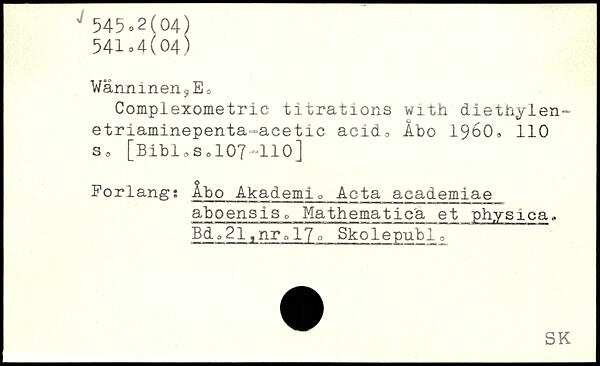 545.2(04)
541.4(04)
Wänninen,E.
Complexometric titrations with diethylen-
etriaminepenta-acetic acid. Åbo 1960. 110
s. [Bibl.s.107-110]
Forlang: Åbo Akademi. Acta academiae
aboensis. Mathematica et physica.
Bd.21,nr.17. Skolepubl.
SK